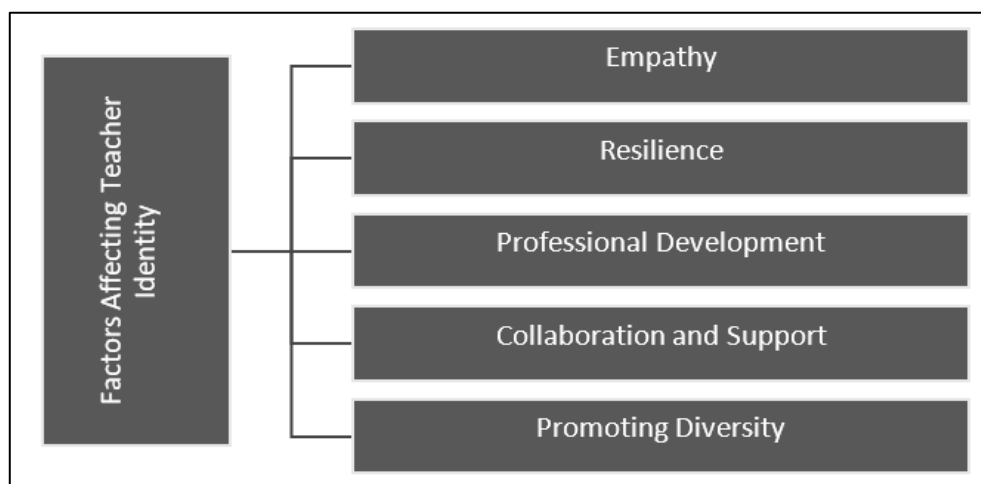 Factors Affecting Teacher
Identity
Empathy
Resilience
Professional Development
Collaboration and Support
Promoting Diversity